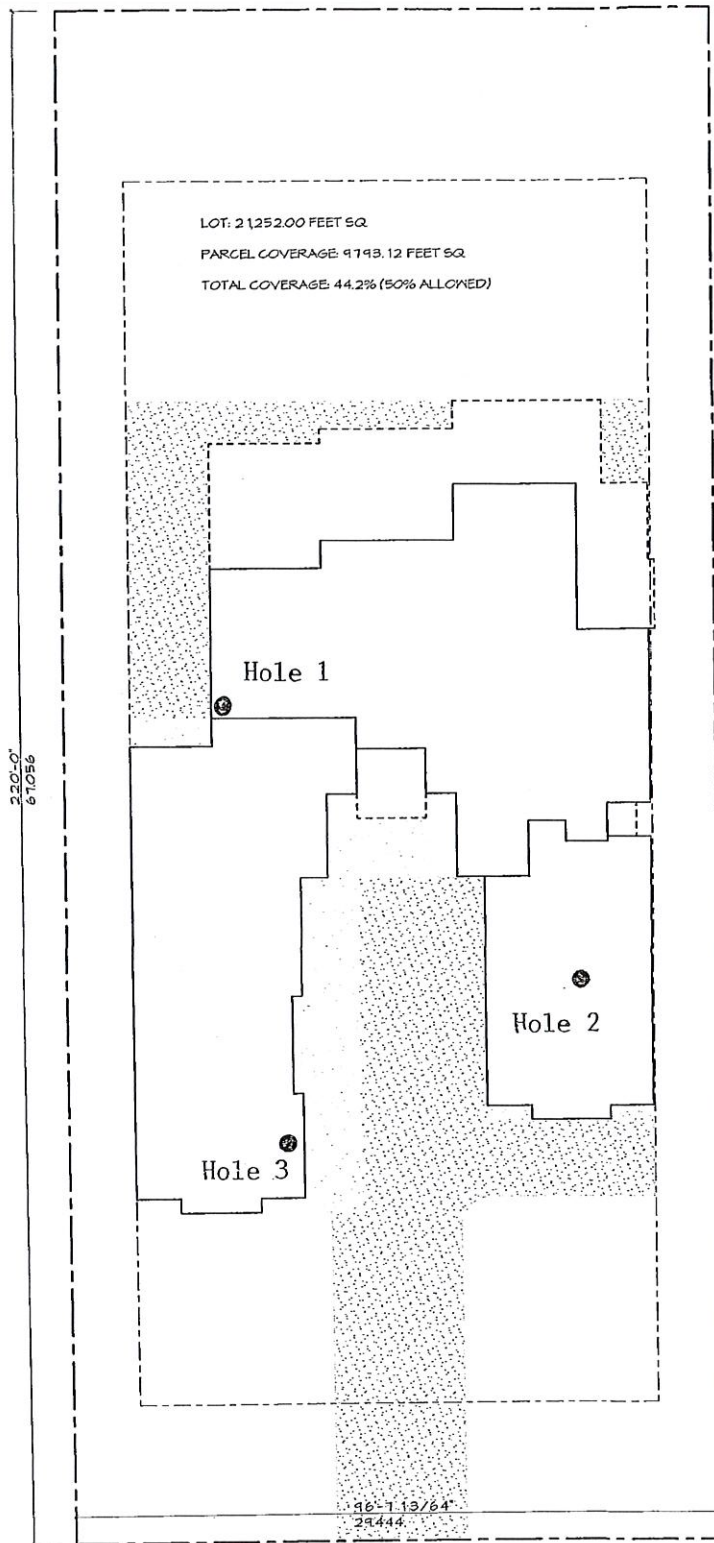 LOT: 21,252.00 FEET SQ
PARCEL COVERAGE: 9793.12 FEET SQ
TOTAL COVERAGE: 44.2% (50% ALLOWED)
Hole 1
220'-0"
67.056
Hole 2
Hole 3
96'-7 13/64"
29.444